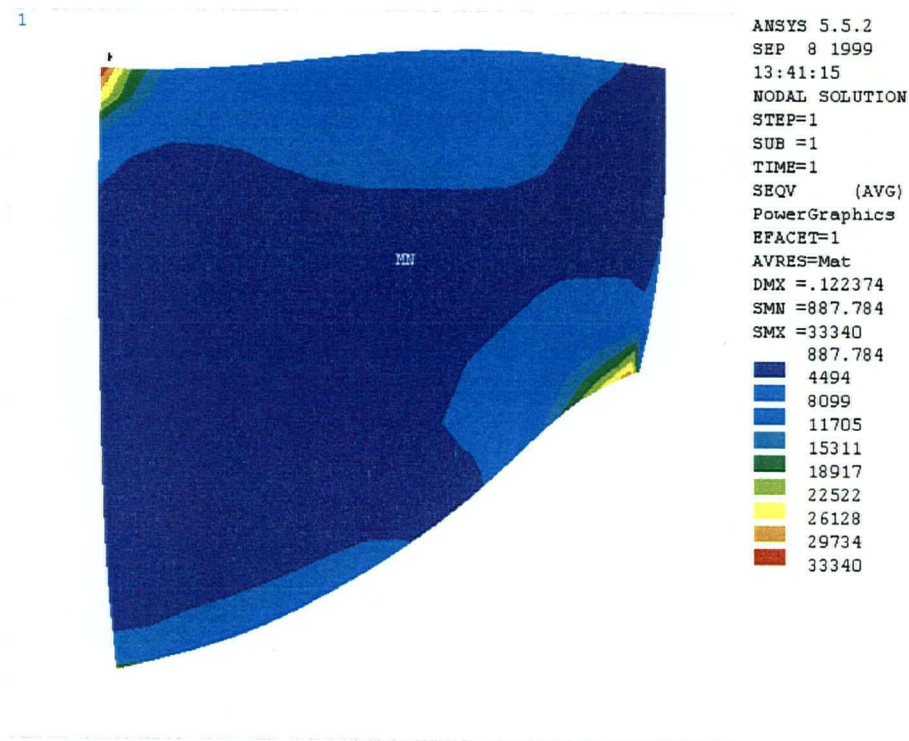 1
ANSYS 5.5.2
SEP 8 1999
13:41:15
NODAL SOLUTION
STEP=1
SUB =1
TIME=1
SEQV (AVG)
PowerGraphics
EFACET=1
AVRES=Mat
DMX =.122374
SMN =887.784
SMX =33340
887.784
4494
8099
11705
15311
18917
22522
26128
29734
33340
MN